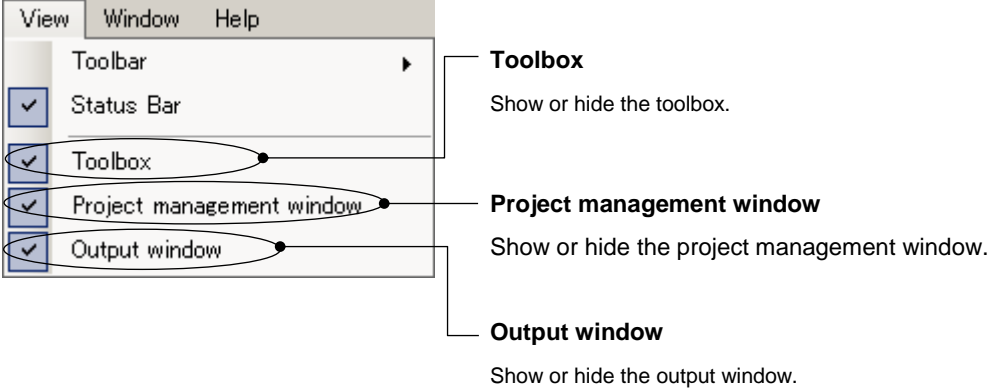 View Window Help
Toolbar
Status Bar
Toolbox
Project management window
Output window
Toolbox
Show or hide the toolbox.
Project management window
Show or hide the project management window.
Output window
Show or hide the output window.